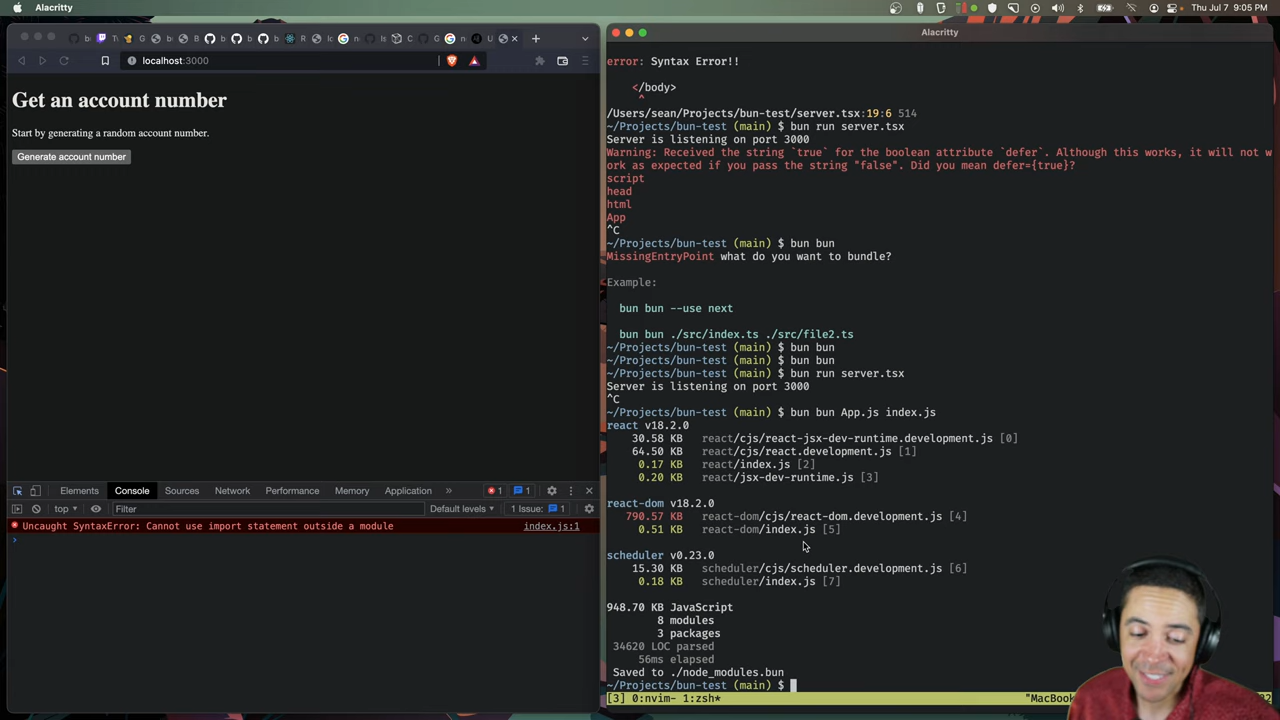 Alacritty
Thu Jul 7 9:05 PM
localhost:3000
Get an account number
Start by generating a random account number.
Generate account number
Elements Console Sources Network Performance Memory Application » 1 1
top Filter Default levels 1 Issue: 1
Uncaught SyntaxError: Cannot use import statement outside a module index.js:1
Alacritty
error: Syntax Error!!
</body>
^
/Users/sean/Projects/bun-test/server.tsx:19:6 514
~/Projects/bun-test (main) $ bun run server.tsx
Server is listening on port 3000
Warning: Received the string `true` for the boolean attribute `defer`. Although this works, it will not w
ork as expected if you pass the string "false". Did you mean defer={true}?
script
head
html
App
^C
~/Projects/bun-test (main) $ bun bun
MissingEntryPoint what do you want to bundle?
Example:
bun bun --use next
bun bun ./src/index.ts ./src/file2.ts
~/Projects/bun-test (main) $ bun bun
~/Projects/bun-test (main) $ bun bun
~/Projects/bun-test (main) $ bun run server.tsx
Server is listening on port 3000
^C
~/Projects/bun-test (main) $ bun bun App.js index.js
react v18.2.0
30.58 KB react/cjs/react-jsx-dev-runtime.development.js [0]
64.50 KB react/cjs/react.development.js [1]
0.17 KB react/index.js [2]
0.20 KB react/jsx-dev-runtime.js [3]
react-dom v18.2.0
790.57 KB react-dom/cjs/react-dom.development.js [4]
0.51 KB react-dom/index.js [5]
scheduler v0.23.0
15.30 KB scheduler/cjs/scheduler.development.js [6]
0.18 KB scheduler/index.js [7]
948.70 KB JavaScript
8 modules
3 packages
34620 LOC parsed
56ms elapsed
Saved to ./node_modules.bun
~/Projects/bun-test (main) $
[3] 0:nvim- 1:zsh* "MacBook